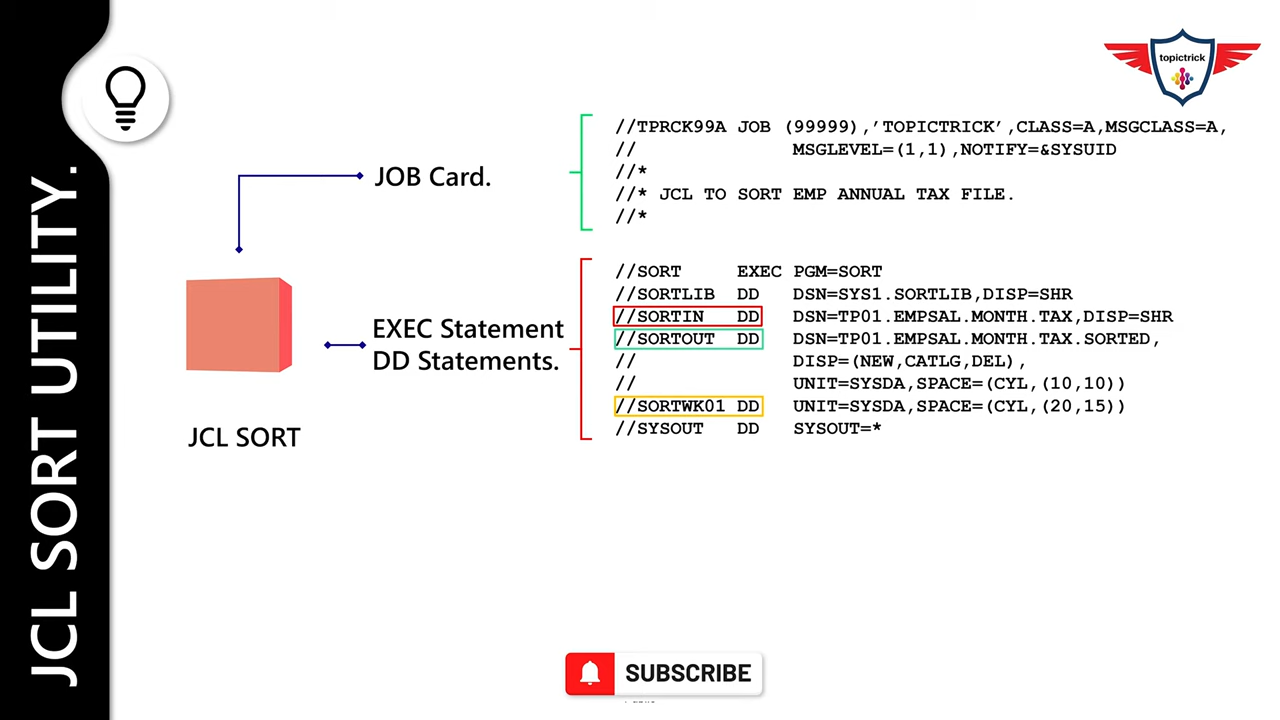 JCL SORT UTILITY.
topictrick
JOB Card.
//TPRCK99A JOB (99999),'TOPICTRICK',CLASS=A,MSGCLASS=A,
//              MSGLEVEL=(1,1),NOTIFY=&SYSUID
//*
//* JCL TO SORT EMP ANNUAL TAX FILE.
//*
EXEC Statement
DD Statements.
//SORT     EXEC PGM=SORT
//SORTLIB  DD   DSN=SYS1.SORTLIB,DISP=SHR
//SORTIN   DD   DSN=TP01.EMPSAL.MONTH.TAX,DISP=SHR
//SORTOUT  DD   DSN=TP01.EMPSAL.MONTH.TAX.SORTED,
//              DISP=(NEW,CATLG,DEL),
//              UNIT=SYSDA,SPACE=(CYL,(10,10))
//SORTWK01 DD   UNIT=SYSDA,SPACE=(CYL,(20,15))
//SYSOUT   DD   SYSOUT=*
JCL SORT
SUBSCRIBE